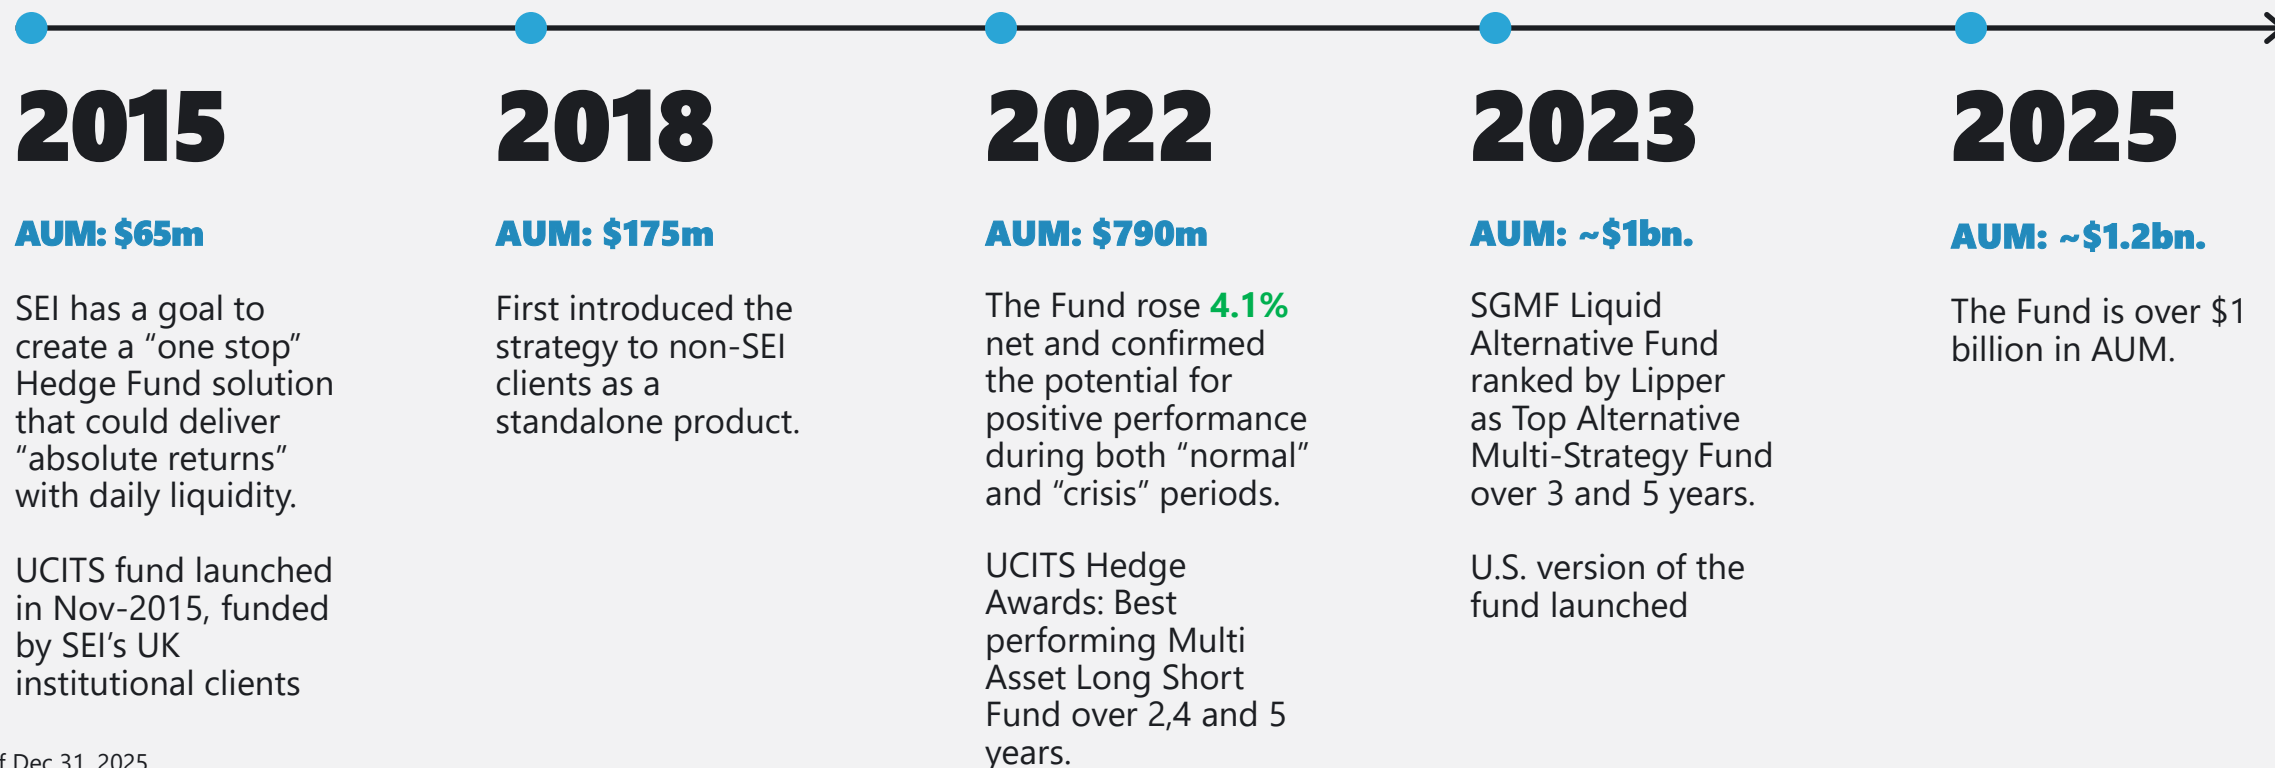 2015
AUM: $65m
SEI has a goal to
create a “one stop”
Hedge Fund solution
that could deliver
“absolute returns”
with daily liquidity.
UCITS fund launched
in Nov-2015, funded
by SEI’s UK
institutional clients
2018
AUM: $175m
First introduced the
strategy to non-SEI
clients as a
standalone product.
2022
AUM: $790m
The Fund rose 4.1%
net and confirmed
the potential for
positive performance
during both “normal”
and “crisis” periods.
UCITS Hedge
Awards: Best
performing Multi
Asset Long Short
Fund over 2,4 and 5
years.
2023
AUM: ~$1bn.
SGMF Liquid
Alternative Fund
ranked by Lipper
as Top Alternative
Multi-Strategy Fund
over 3 and 5 years.
U.S. version of the
fund launched
2025
AUM: ~$1.2bn.
The Fund is over $1
billion in AUM.
Dec 31, 2025